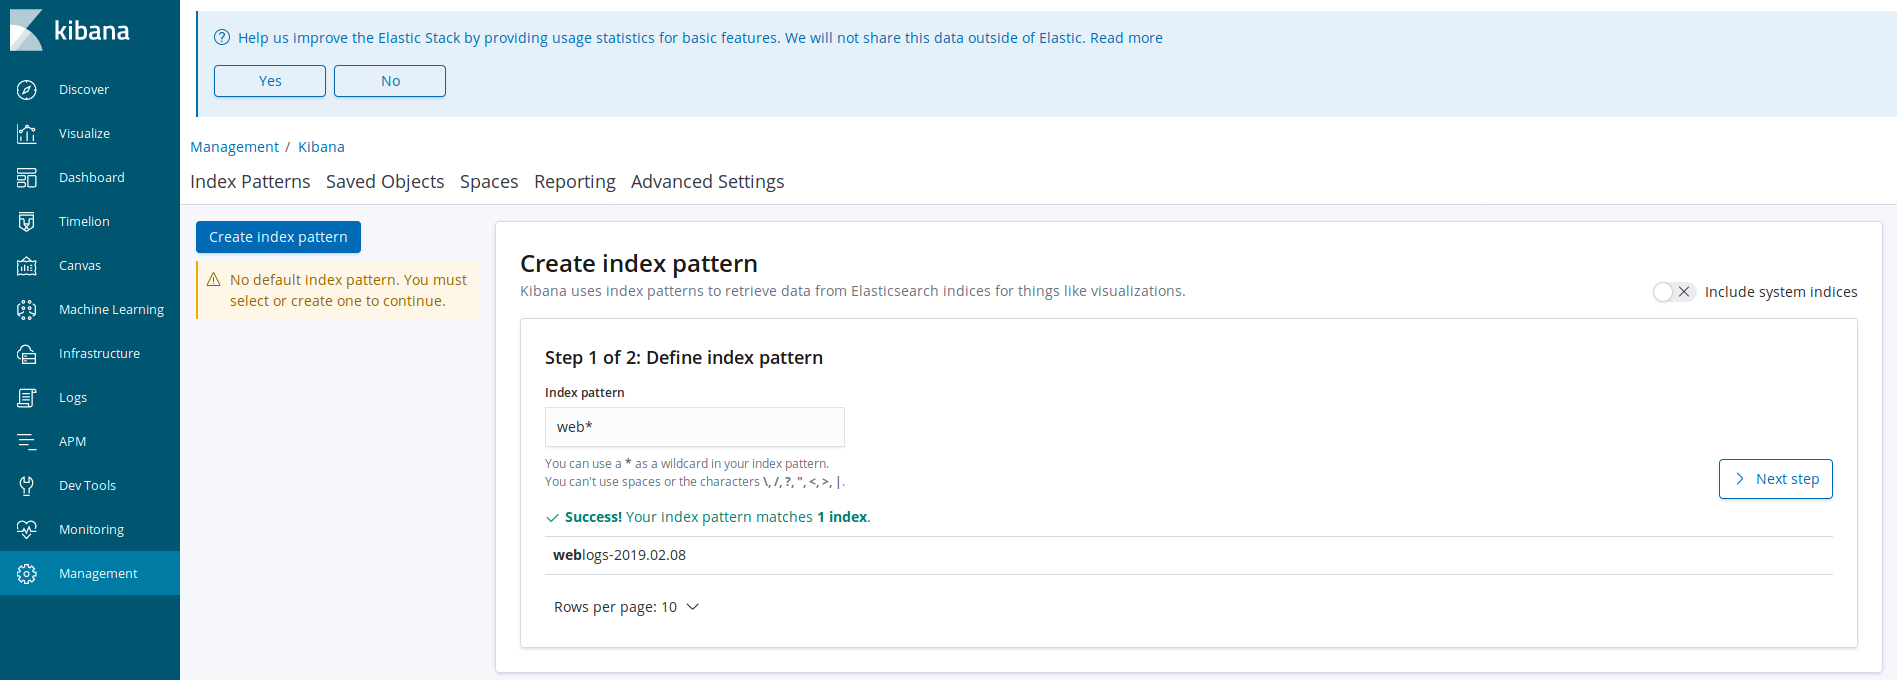 kibana
Discover
Visualize
Dashboard
Timelion
Canvas
Machine Learning
Infrastructure
Logs
APM
Dev Tools
Monitoring
Management
Help us improve the Elastic Stack by providing usage statistics for basic features. We will not share this data outside of Elastic. Read more
Yes No
Management / Kibana
Index Patterns Saved Objects Spaces Reporting Advanced Settings
Create index pattern
No default index pattern. You must
select or create one to continue.
Create index pattern
Kibana uses index patterns to retrieve data from Elasticsearch indices for things like visualizations.
Include system indices
Step 1 of 2: Define index pattern
Index pattern
web*
You can use a * as a wildcard in your index pattern.
You can't use spaces or the characters \, /, ?, ", <, >, |.
Next step
Success! Your index pattern matches 1 index.
weblogs-2019.02.08
Rows per page: 10